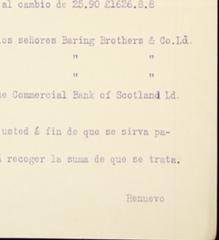 al cambio de 25.90 £1626.8.8
los señores Baring Brothers & Co.Ld.
" "
" "
he Commercial Bank of Scotland Ld.
usted á fin de que se sirva pa-
á recoger la suma de que se trata.
Renuevo